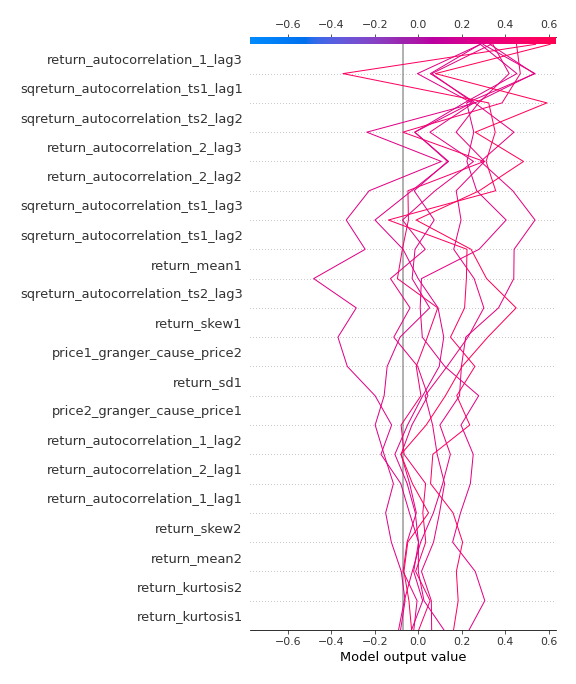 −0.6 −0.4 −0.2 0.0 0.2 0.4 0.6
return_autocorrelation_1_lag3
sqreturn_autocorrelation_ts1_lag1
sqreturn_autocorrelation_ts2_lag2
return_autocorrelation_2_lag3
return_autocorrelation_2_lag2
sqreturn_autocorrelation_ts1_lag3
sqreturn_autocorrelation_ts1_lag2
return_mean1
sqreturn_autocorrelation_ts2_lag3
return_skew1
price1_granger_cause_price2
return_sd1
price2_granger_cause_price1
return_autocorrelation_1_lag2
return_autocorrelation_2_lag1
return_autocorrelation_1_lag1
return_skew2
return_mean2
return_kurtosis2
return_kurtosis1
−0.6 −0.4 −0.2 0.0 0.2 0.4 0.6
Model output value